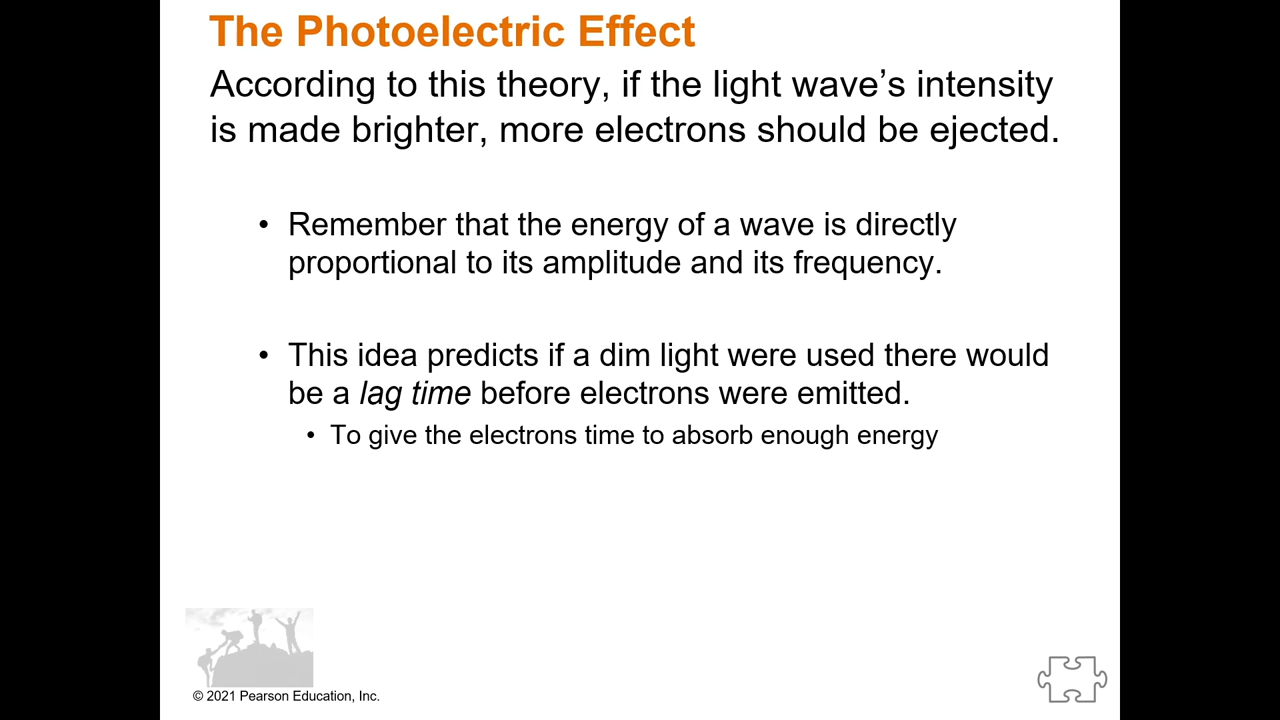 The Photoelectric Effect
According to this theory, if the light wave’s intensity
is made brighter, more electrons should be ejected.
• Remember that the energy of a wave is directly
proportional to its amplitude and its frequency.
• This idea predicts if a dim light were used there would
be a lag time before electrons were emitted.
• To give the electrons time to absorb enough energy
© 2021 Pearson Education, Inc.